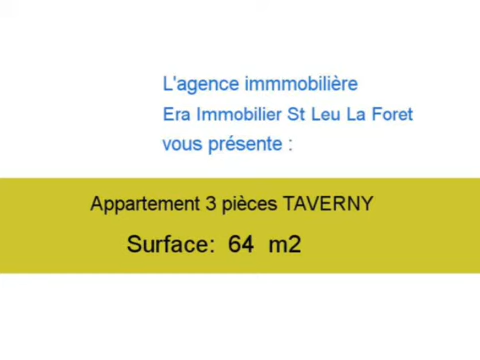 L'agence immmobilière
Era Immobilier St Leu La Foret
vous présente :
Appartement 3 pièces TAVERNY
Surface: 64 m2